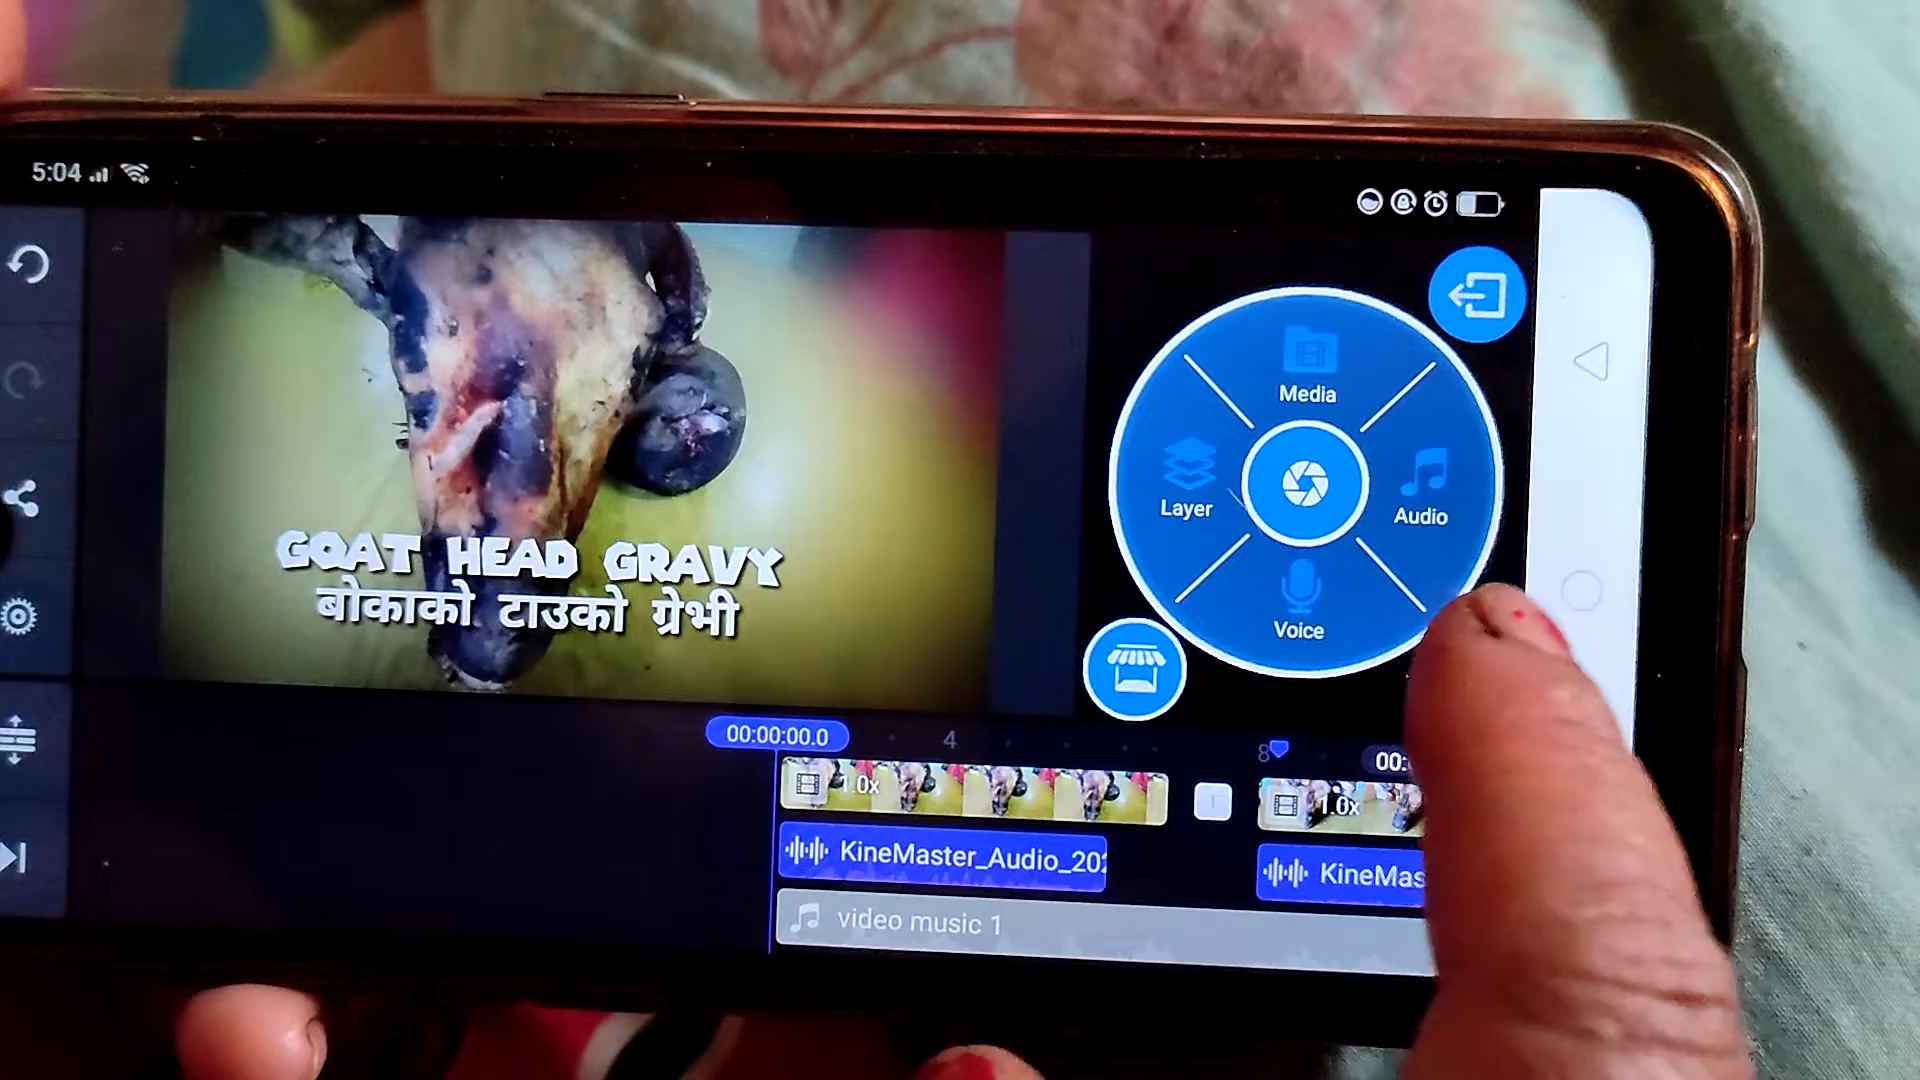 5:04
Media
Layer
Audio
Voice
GOAT HEAD GRAVY
बोकाको टाउको ग्रेभी
00:00:00.0
4
8
00:
1.0x
1.0x
KineMaster_Audio_202
KineMas
video music 1